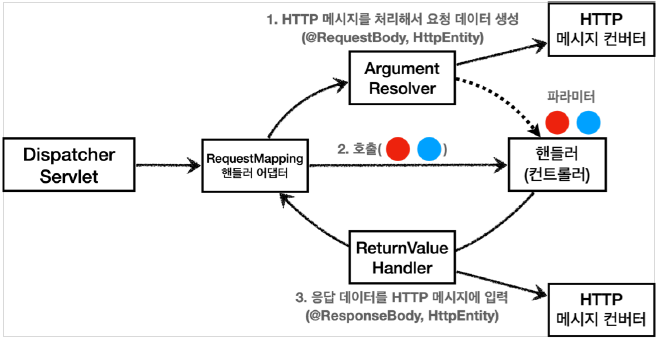 1. HTTP 메시지를 처리해서 요청 데이터 생성
(@RequestBody, HttpEntity)
HTTP
메시지 컨버터
Argument
Resolver
파라미터
Dispatcher
Servlet
RequestMapping
핸들러 어댑터
2. 호출( )
핸들러
(컨트롤러)
ReturnValue
Handler
3. 응답 데이터를 HTTP 메시지에 입력
(@ResponseBody, HttpEntity)
HTTP
메시지 컨버터